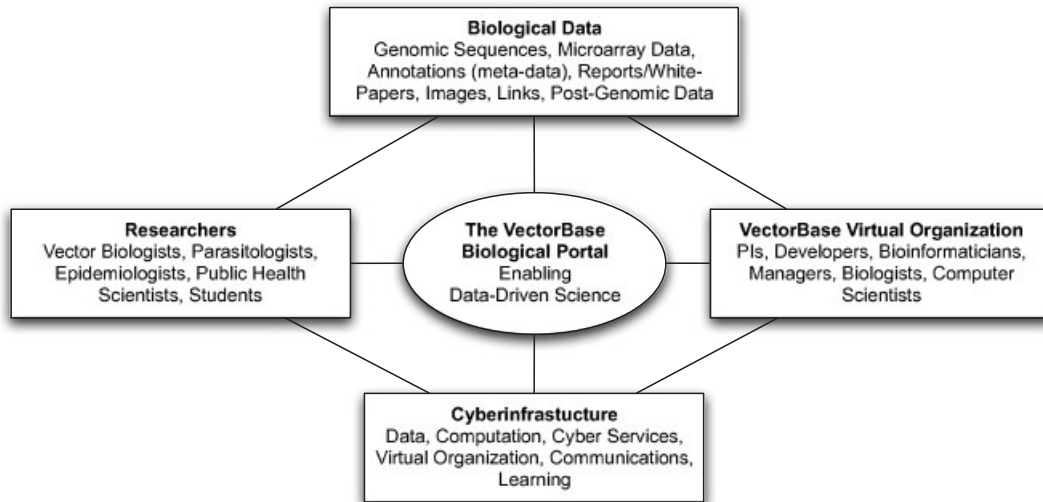 Biological Data
Genomic Sequences, Microarray Data,
Annotations (meta-data), Reports/White-
Papers, Images, Links, Post-Genomic Data
Researchers
Vector Biologists, Parasitologists,
Epidemiologists, Public Health
Scientists, Students
The VectorBase
Biological Portal
Enabling
Data-Driven Science
VectorBase Virtual Organization
PIs, Developers, Bioinformaticians,
Managers, Biologists, Computer
Scientists
Cyberinfrastucture
Data, Computation, Cyber Services,
Virtual Organization, Communications,
Learning